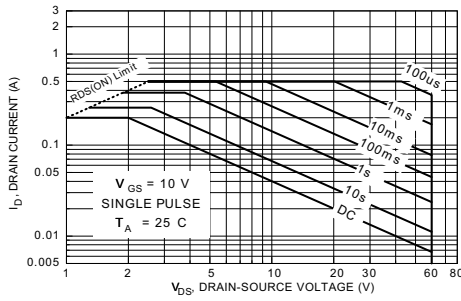 3
1
0.5
0.1
0.05
0.01
0.005
I D, DRAIN CURRENT (A)
RDS(ON) Limit
100us
1ms
10ms
100ms
1s
10s
DC
V GS = 10 V
SINGLE PULSE
T A = 25 C
1 2 5 10 20 30 60 80
V DS, DRAIN-SOURCE VOLTAGE (V)